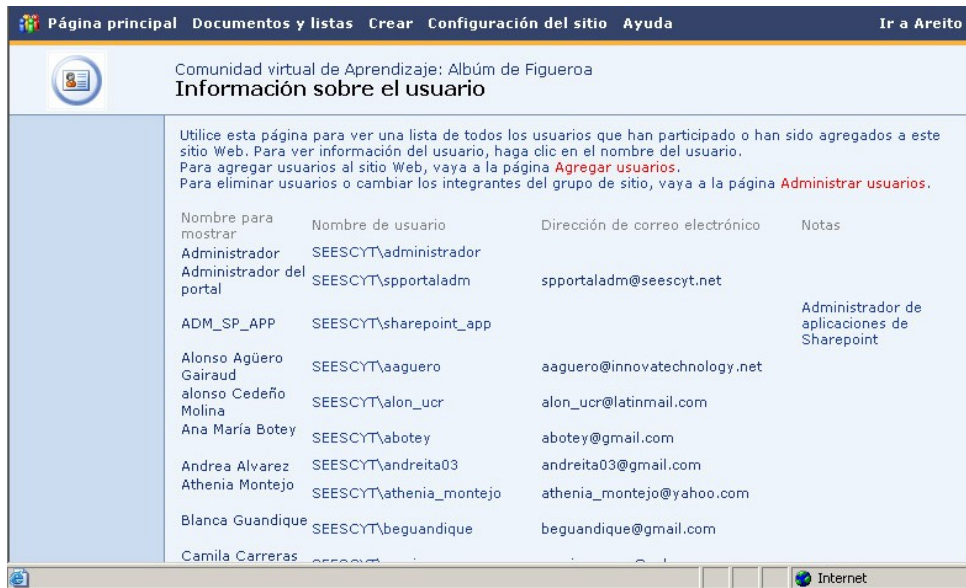 Página principal Documentos y listas Crear Configuración del sitio Ayuda Ir a Areito
Comunidad virtual de Aprendizaje: Albúm de Figueroa
Información sobre el usuario
Utilice esta página para ver una lista de todos los usuarios que han participado o han sido agregados a este
sitio Web. Para ver información del usuario, haga clic en el nombre del usuario.
Para agregar usuarios al sitio Web, vaya a la página Agregar usuarios.
Para eliminar usuarios o cambiar los integrantes del grupo de sitio, vaya a la página Administrar usuarios.
Nombre para
mostrar
Nombre de usuario
Dirección de correo electrónico
Notas
Administrador
SEESCYT\administrador
Administrador del
portal
SEESCYT\spportaladm
spportaladm@seescyt.net
ADM_SP_APP
SEESCYT\sharepoint_app
Administrador de
aplicaciones de
Sharepoint
Alonso Agüero
Gairaud
SEESCYT\aaguero
aaguero@innovatechnology.net
alonso Cedeño
Molina
SEESCYT\alon_ucr
alon_ucr@latinmail.com
Ana María Botey
SEESCYT\abotey
abotey@gmail.com
Andrea Alvarez
SEESCYT\andreita03
andreita03@gmail.com
Athenia Montejo
SEESCYT\athenia_montejo
athenia_montejo@yahoo.com
Blanca Guandique
SEESCYT\beguandique
beguandique@gmail.com
Camila Carreras
Internet